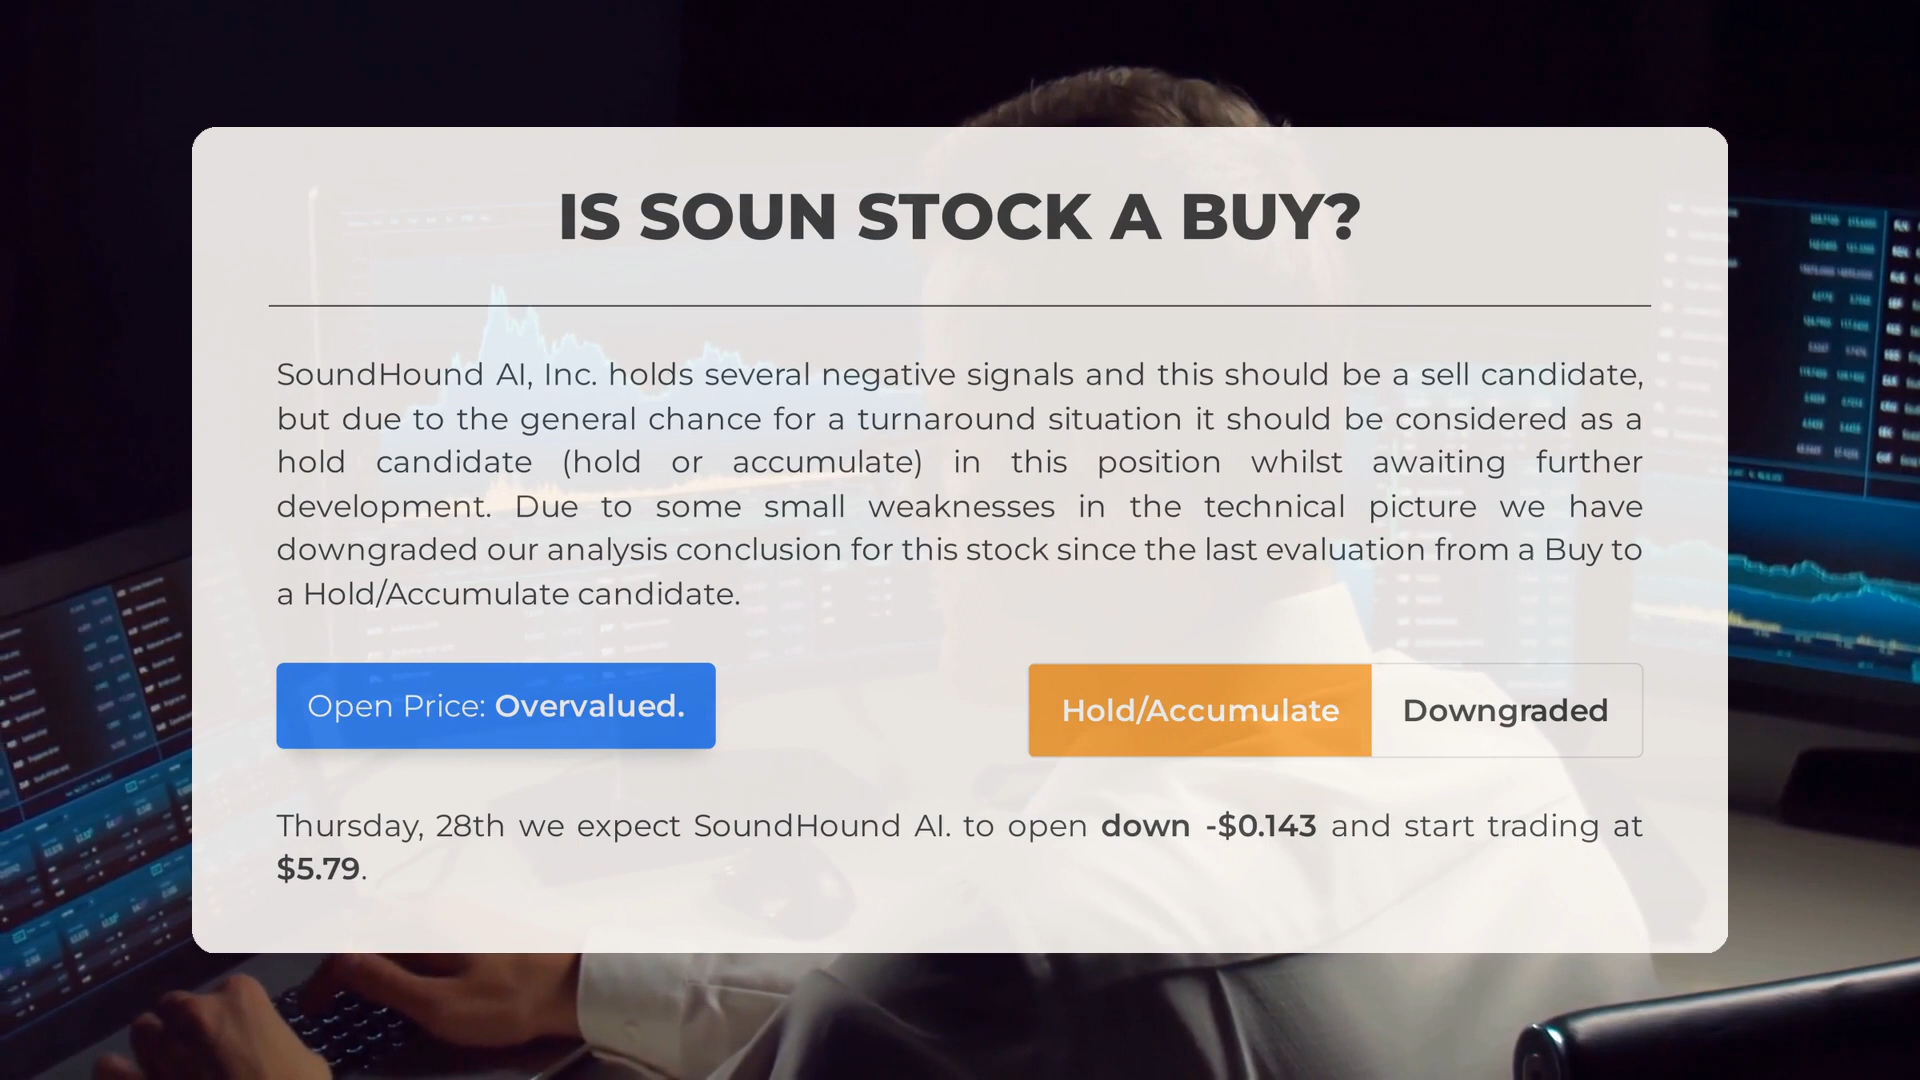 IS SOUN STOCK A BUY?
SoundHound AI, Inc. holds several negative signals and this should be a sell candidate,
but due to the general chance for a turnaround situation it should be considered as a
hold candidate (hold or accumulate) in this position whilst awaiting further
development. Due to some small weaknesses in the technical picture we have
downgraded our analysis conclusion for this stock since the last evaluation from a Buy to
a Hold/Accumulate candidate.
Open Price: Overvalued.
Hold/Accumulate Downgraded
Thursday, 28th we expect SoundHound AI. to open down -$0.143 and start trading at
$5.79.